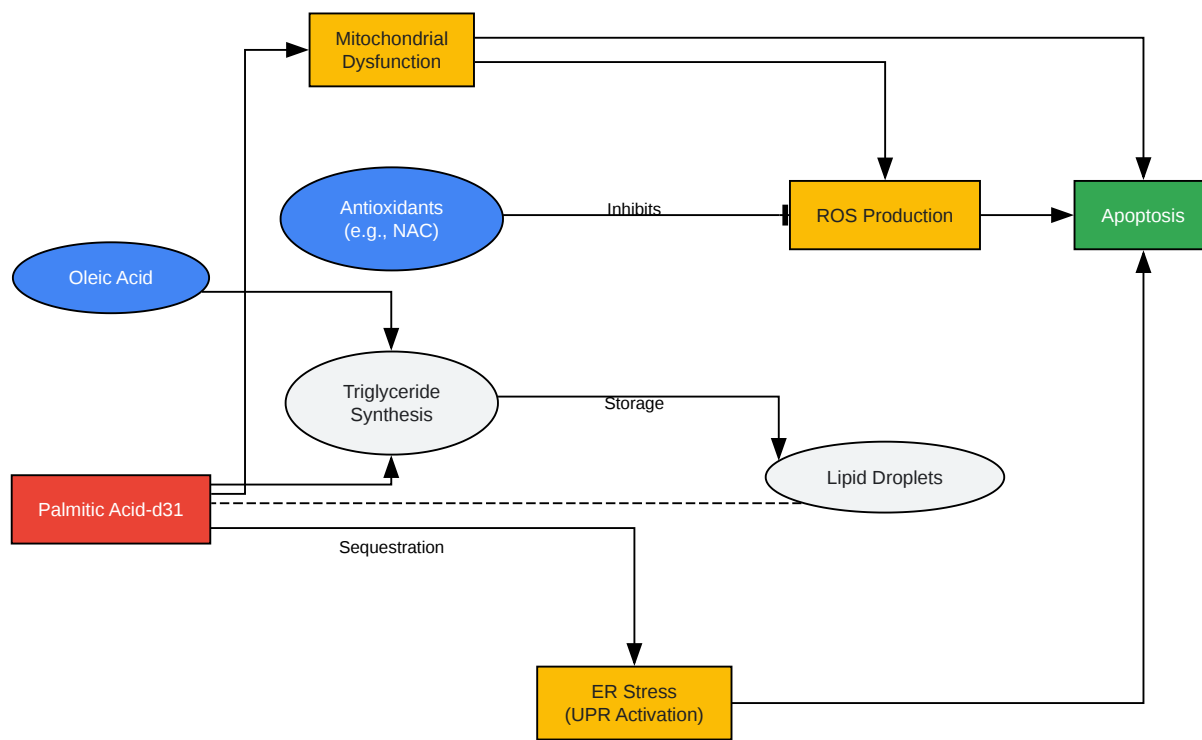 Mitochondrial
Dysfunction
Antioxidants
(e.g., NAC)
Inhibits
ROS Production
Apoptosis
Oleic Acid
Triglyceride
Synthesis
Storage
Lipid Droplets
Palmitic Acid-d31
Sequestration
ER Stress
(UPR Activation)